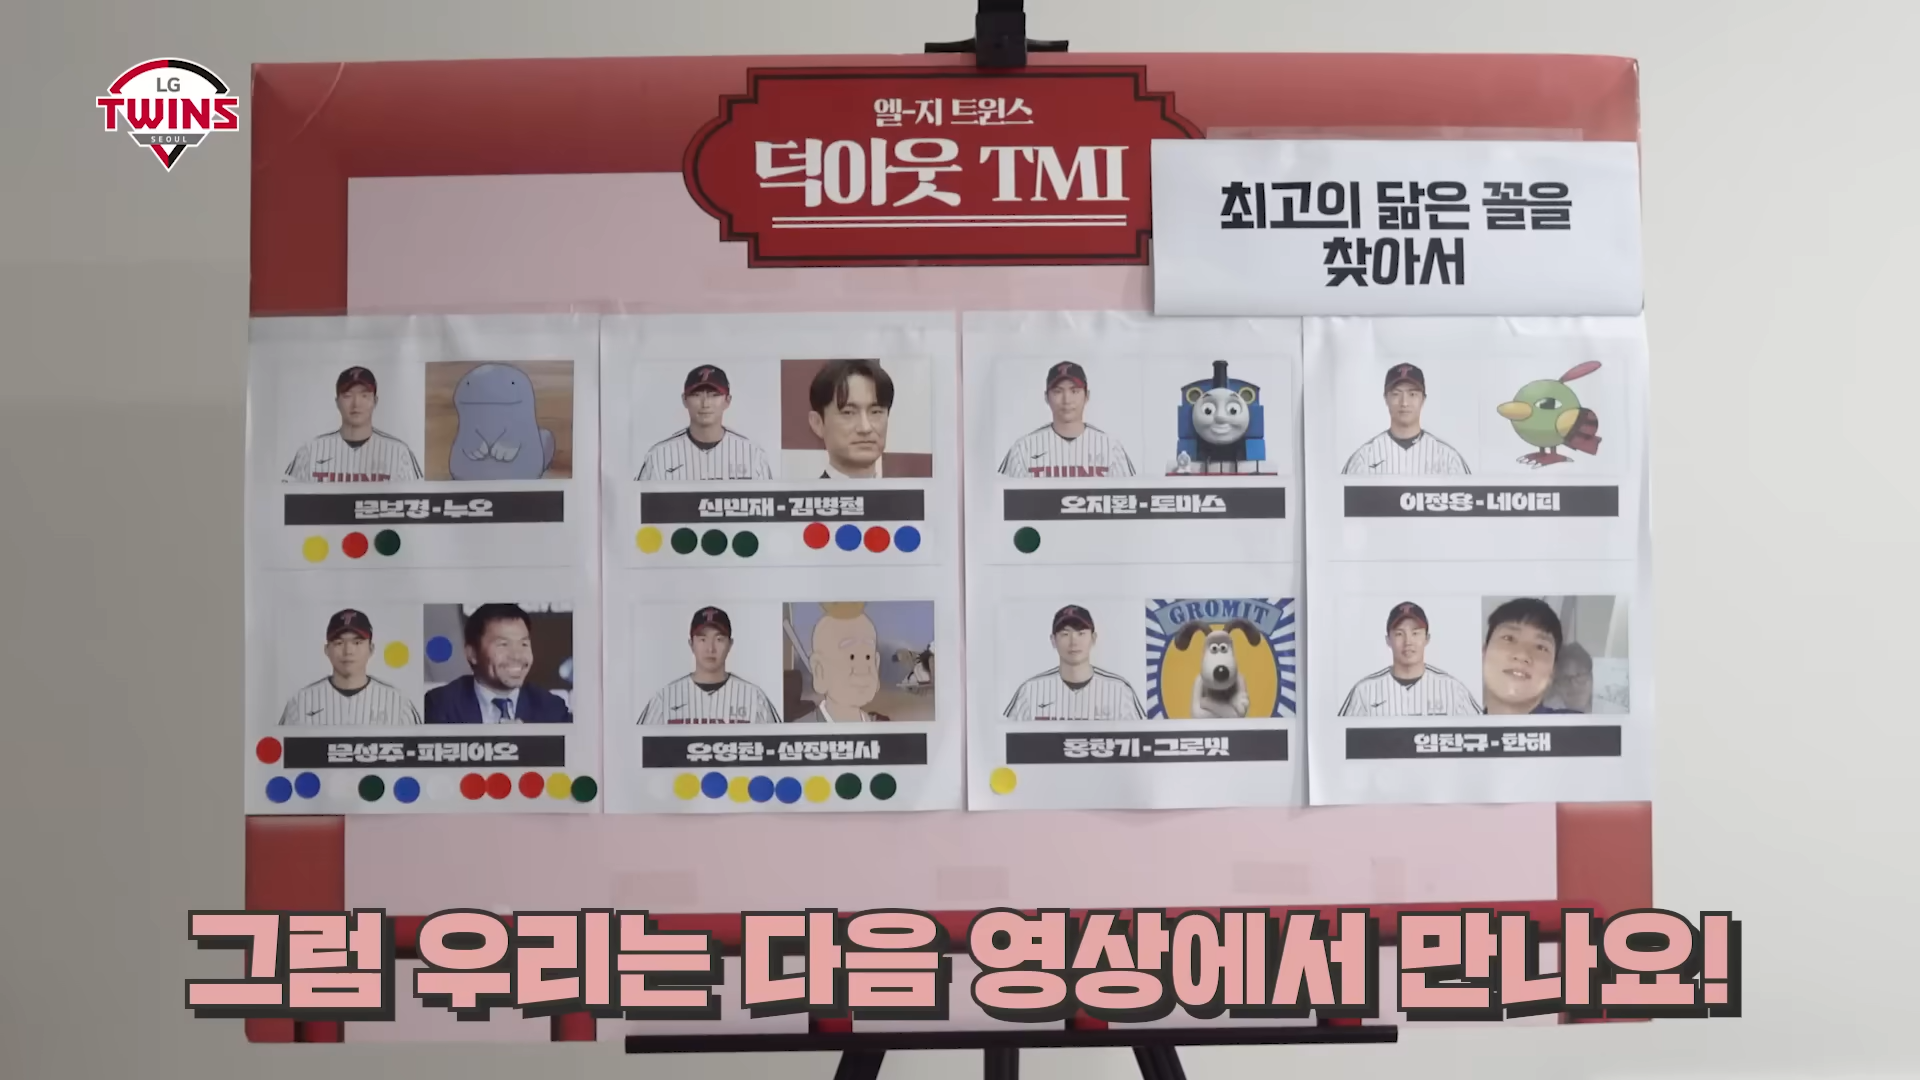 LG
TWINS
SEOUL
엘-지 트윈스
덕아웃 TMI
최고의 닮은 꼴을
찾아서
문보경-누오
신민재-김병철
오지환-토마스
이정용-네이티
GROMIT
문성주-파퀴아오
유영찬-삼장법사
홍창기-그로밋
임찬규-한해
그럼 우리는 다음 영상에서 만나요!